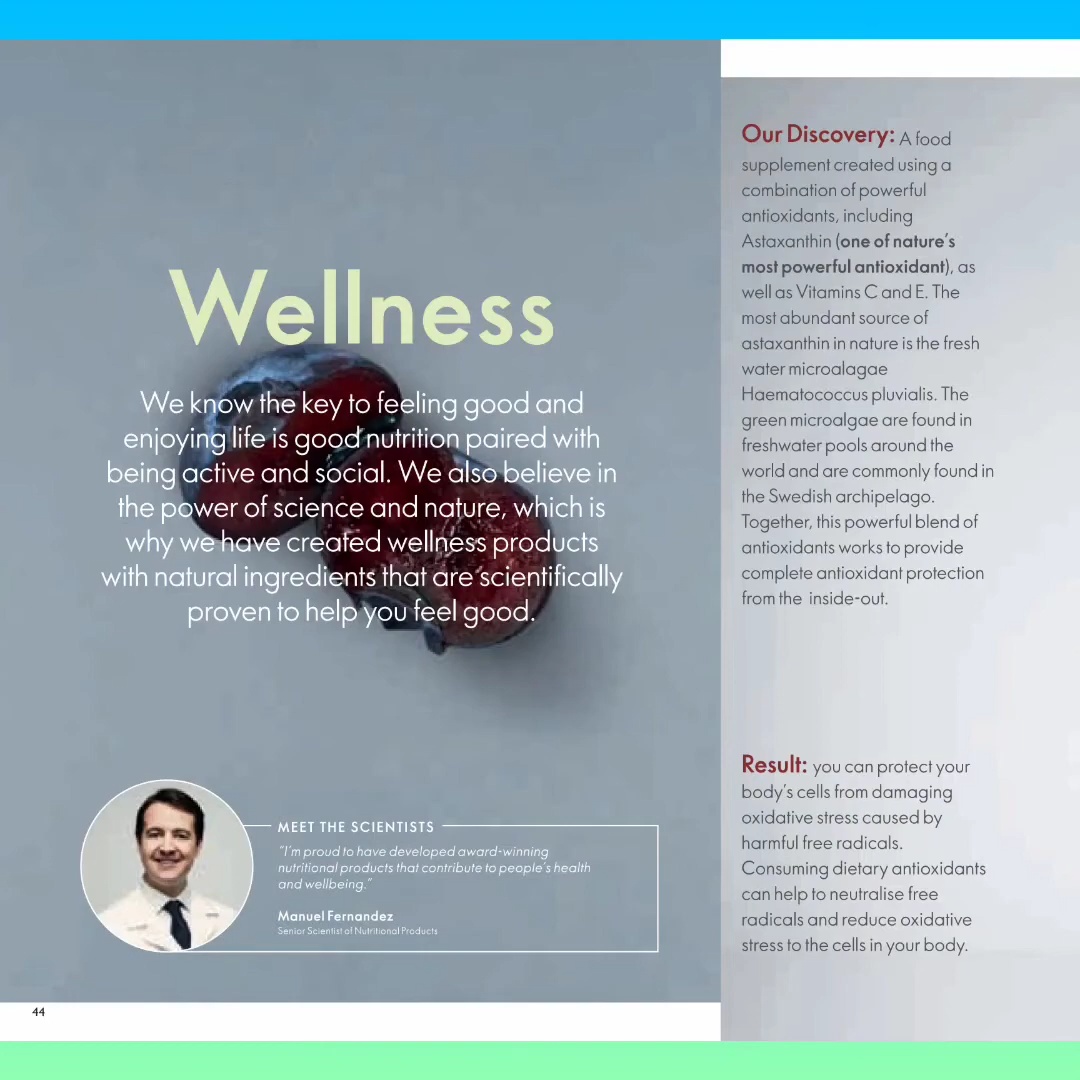 Wellness
We know the key to feeling good and
enjoying life is good nutrition paired with
being active and social. We also believe in
the power of science and nature, which is
why we have created wellness products
with natural ingredients that are scientifically
proven to help you feel good.
MEET THE SCIENTISTS
"I'm proud to have developed award-winning
nutritional products that contribute to people's health
and wellbeing."
Manuel Fernandez
Senior Scientist of Nutritional Products
44
Our Discovery: A food
supplement created using a
combination of powerful
antioxidants, including
Astaxanthin (one of nature's
most powerful antioxidant), as
well as Vitamins C and E. The
most abundant source of
astaxanthin in nature is the fresh
water microalagae
Haematococcus pluvialis. The
green microalgae are found in
freshwater pools around the
world and are commonly found in
the Swedish archipelago.
Together, this powerful blend of
antioxidants works to provide
complete antioxidant protection
from the inside-out.
Result: you can protect your
body's cells from damaging
oxidative stress caused by
harmful free radicals.
Consuming dietary antioxidants
can help to neutralise free
radicals and reduce oxidative
stress to the cells in your body.